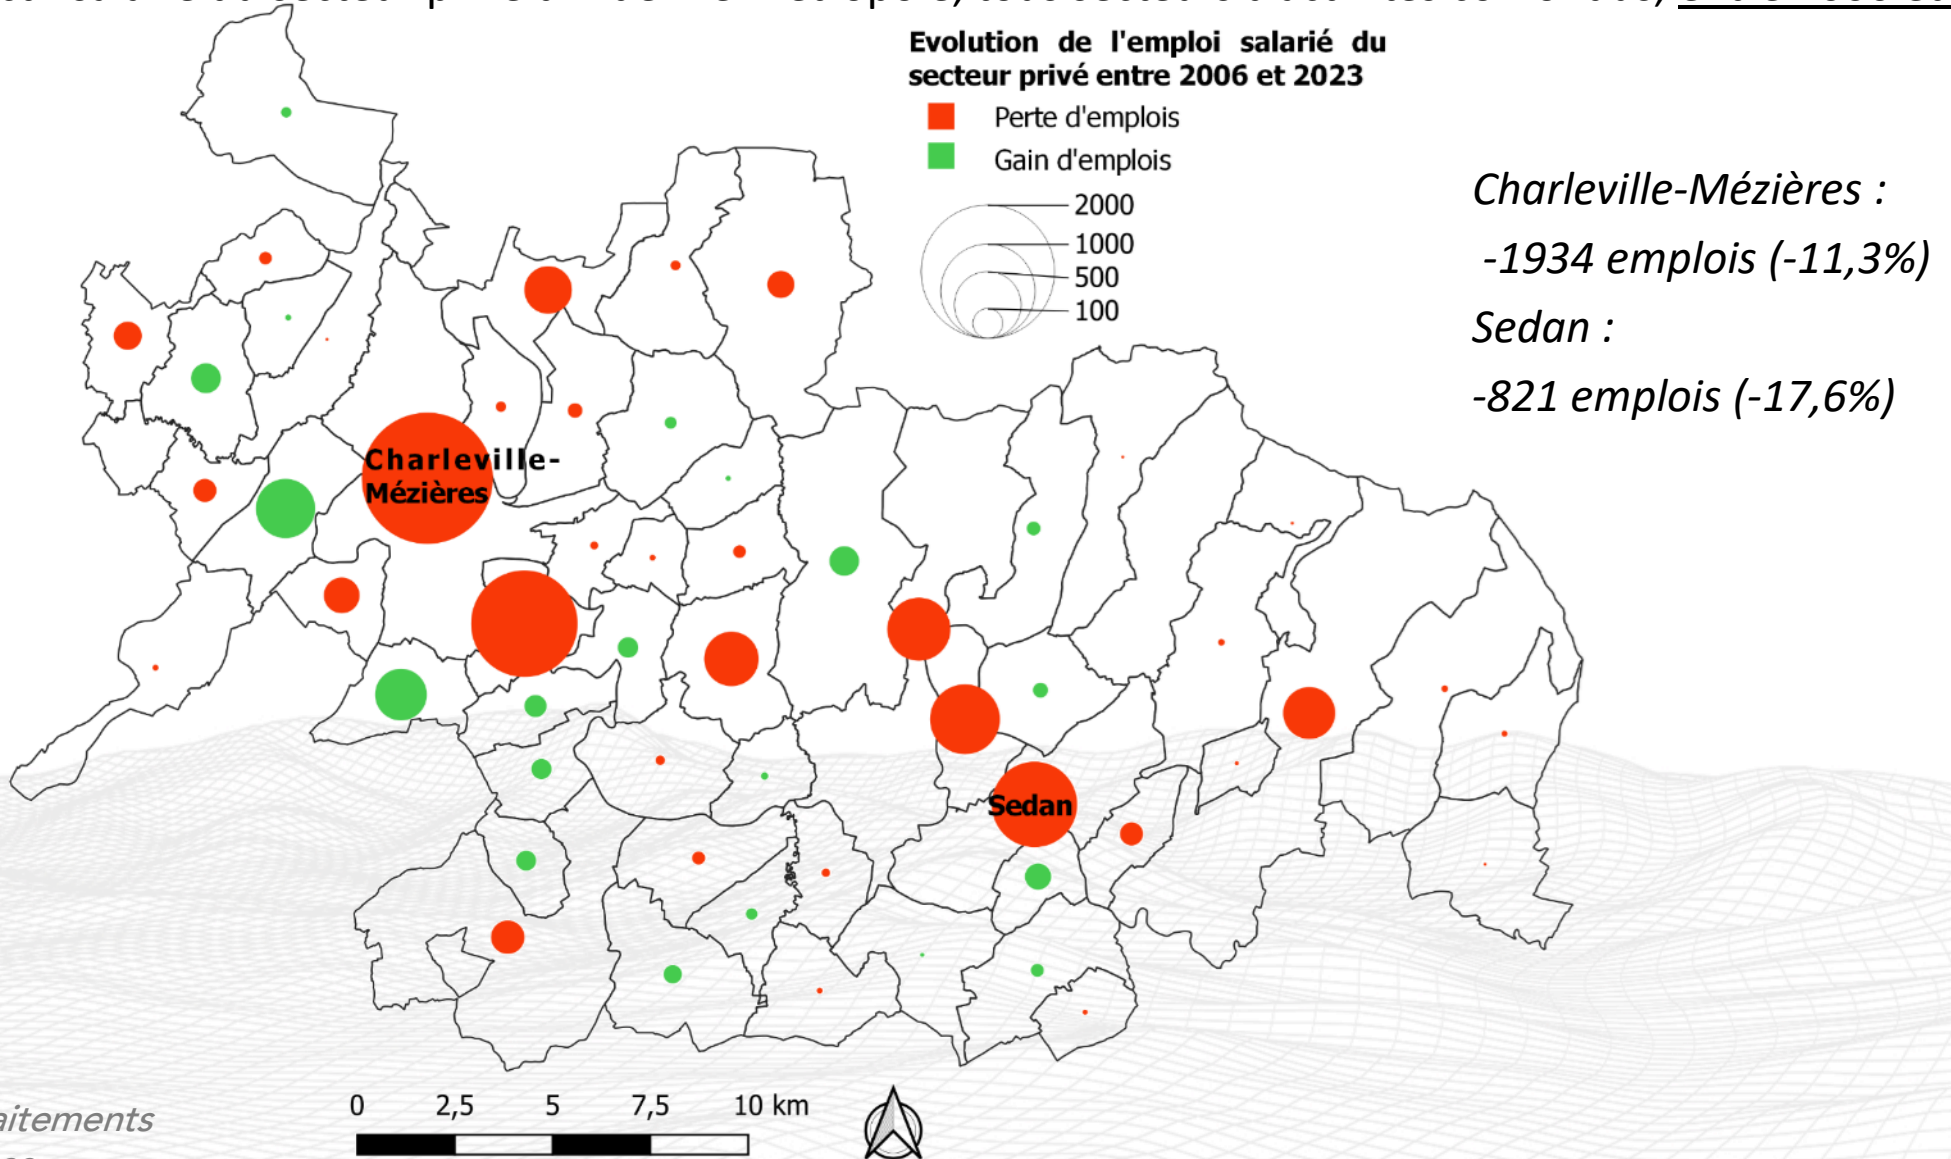 Evolution de l'emploi salarié du
secteur privé entre 2006 et 2023
Perte d'emplois
Gain d'emplois
2000
1000
500
100
Charleville-Mézières :
-1934 emplois (-11,3%)
Sedan :
-821 emplois (-17,6%)
Charleville-
Mézières
Sedan
0 2,5 5 7,5 10 km